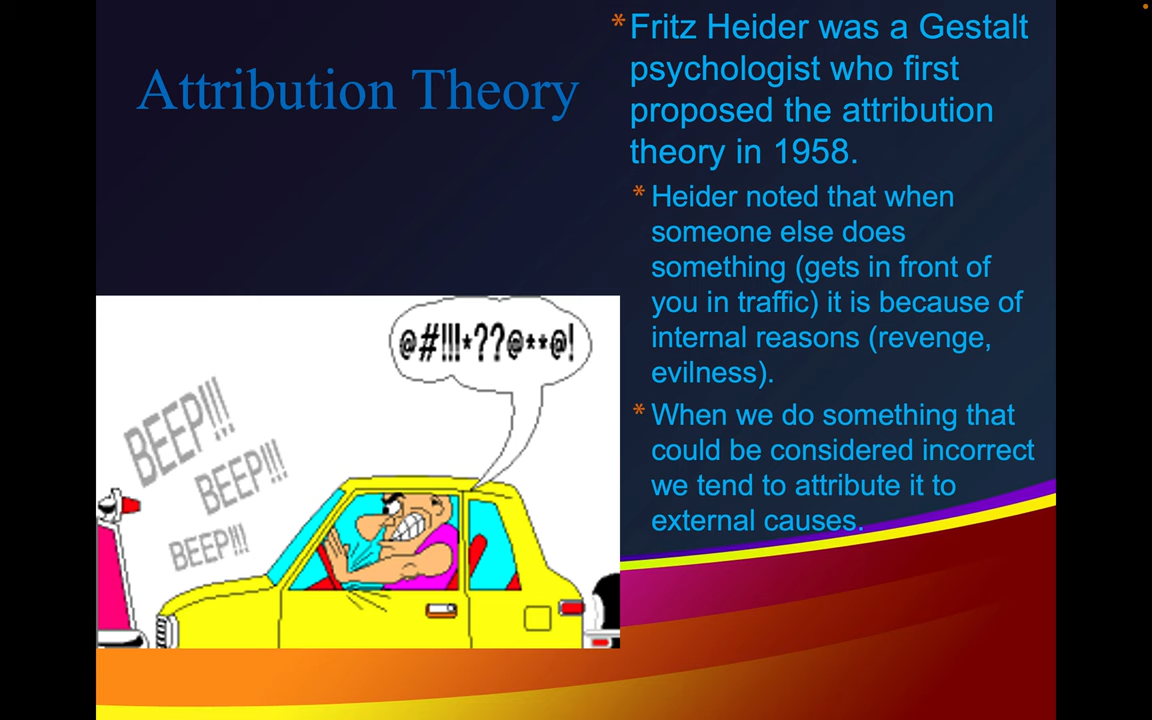 Attribution Theory
* Fritz Heider was a Gestalt
psychologist who first
proposed the attribution
theory in 1958.
* Heider noted that when
someone else does
something (gets in front of
you in traffic) it is because of
internal reasons (revenge,
evilness).
* When we do something that
could be considered incorrect
we tend to attribute it to
external causes.
@#!!!*??@**@!
BEEP!!!
BEEP!!!
BEEP!!!